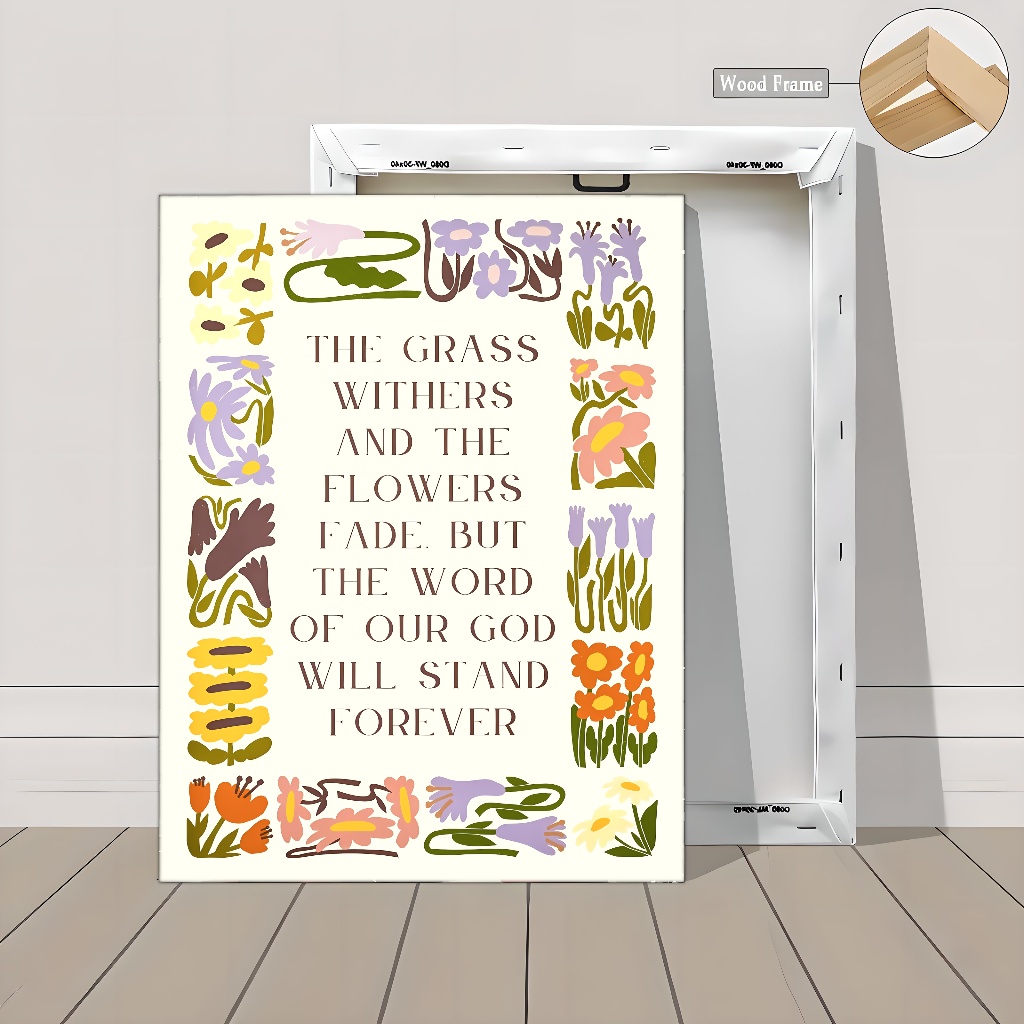 Wood Frame
THE GRASS
WITHERS
AND THE
FLOWERS
FADE. BUT
THE WORD
OF OUR GOD
WILL STAND
FOREVER